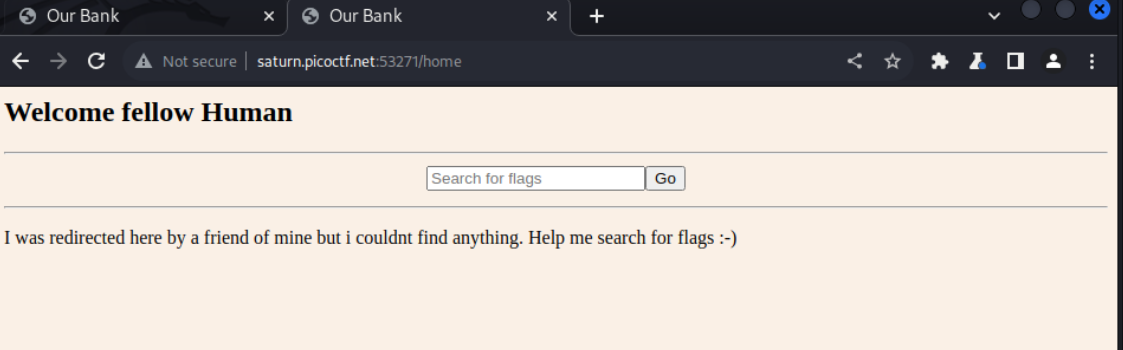 Our Bank
Our Bank
Not secure
saturn.picoctf.net:53271/home
Welcome fellow Human
Search for flags
Go
I was redirected here by a friend of mine but i couldnt find anything. Help me search for flags :-)